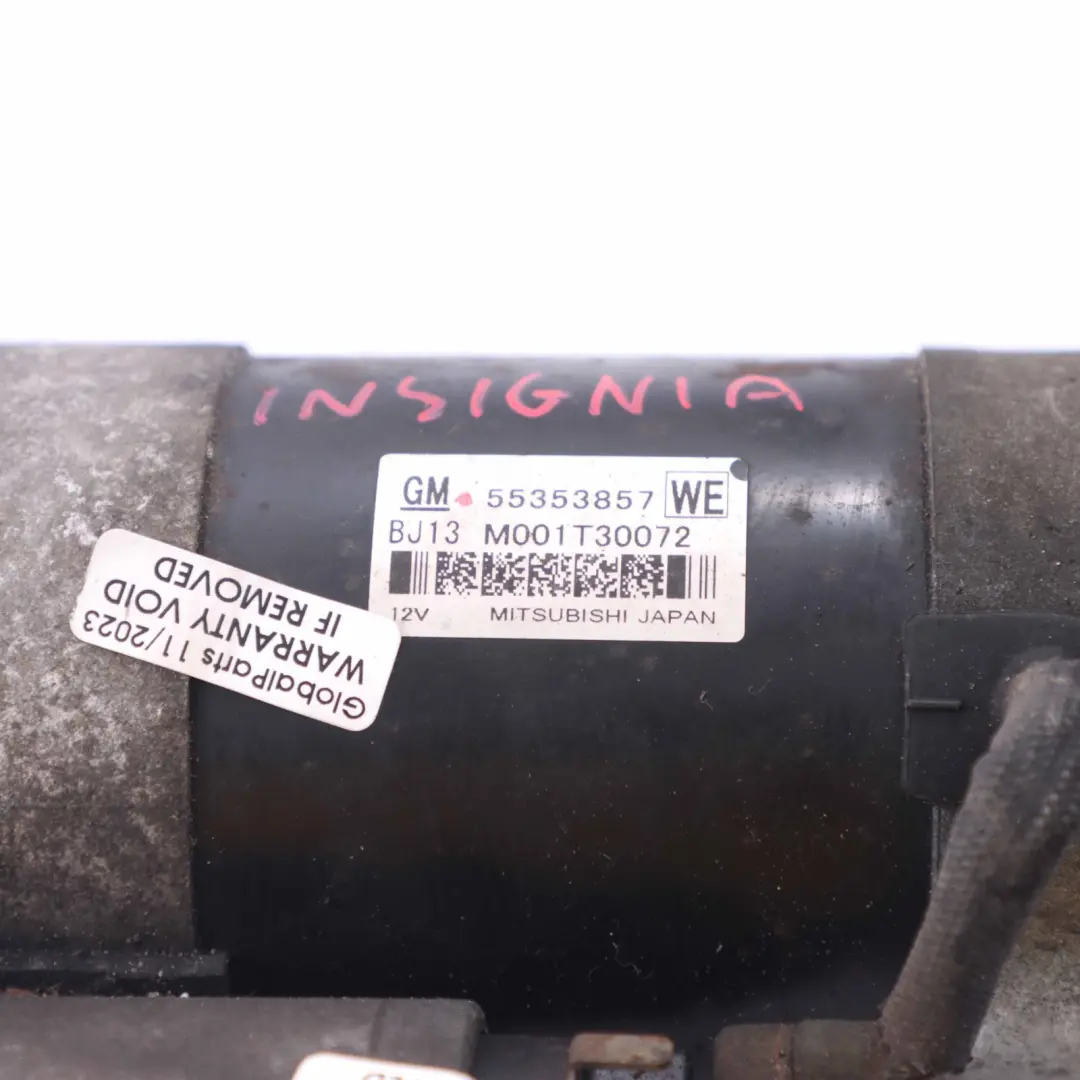 INSIGNIA
GM 55353857 WE
BJ13 M001T30072
12V MITSUBISHI JAPAN
GlobalParts 11/2023
WARRANTY VOID
IF REMOVED